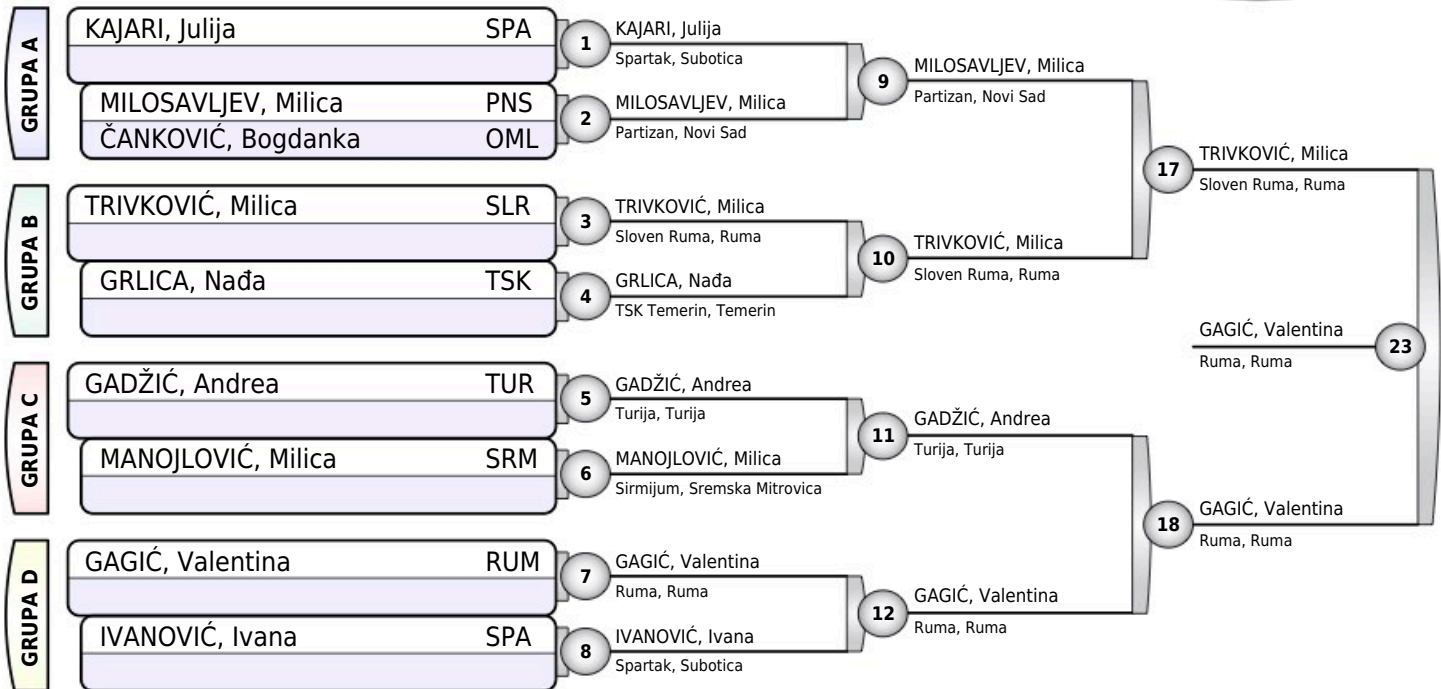 GRUPA A
KAJARI, Julija SPA
MILOSAVLJEV, Milica PNS
ČANKOVIĆ, Bogdanka OML
GRUPA B
TRIVKOVIĆ, Milica SLR
GRLICA, Nađa TSK
GRUPA C
GADŽIĆ, Andrea TUR
MANOJLOVIĆ, Milica SRM
GRUPA D
GAGIĆ, Valentina RUM
IVANOVIĆ, Ivana SPA
1
KAJARI, Julija
Spartak, Subotica
2
MILOSAVLJEV, Milica
Partizan, Novi Sad
3
TRIVKOVIĆ, Milica
Sloven Ruma, Ruma
4
GRLICA, Nađa
TSK Temerin, Temerin
5
GADŽIĆ, Andrea
Turija, Turija
6
MANOJLOVIĆ, Milica
Sirmijum, Sremska Mitrovica
7
GAGIĆ, Valentina
Ruma, Ruma
8
IVANOVIĆ, Ivana
Spartak, Subotica
9
MILOSAVLJEV, Milica
Partizan, Novi Sad
10
TRIVKOVIĆ, Milica
Sloven Ruma, Ruma
11
GADŽIĆ, Andrea
Turija, Turija
12
GAGIĆ, Valentina
Ruma, Ruma
17
TRIVKOVIĆ, Milica
Sloven Ruma, Ruma
18
GAGIĆ, Valentina
Ruma, Ruma
GAGIĆ, Valentina
Ruma, Ruma
23